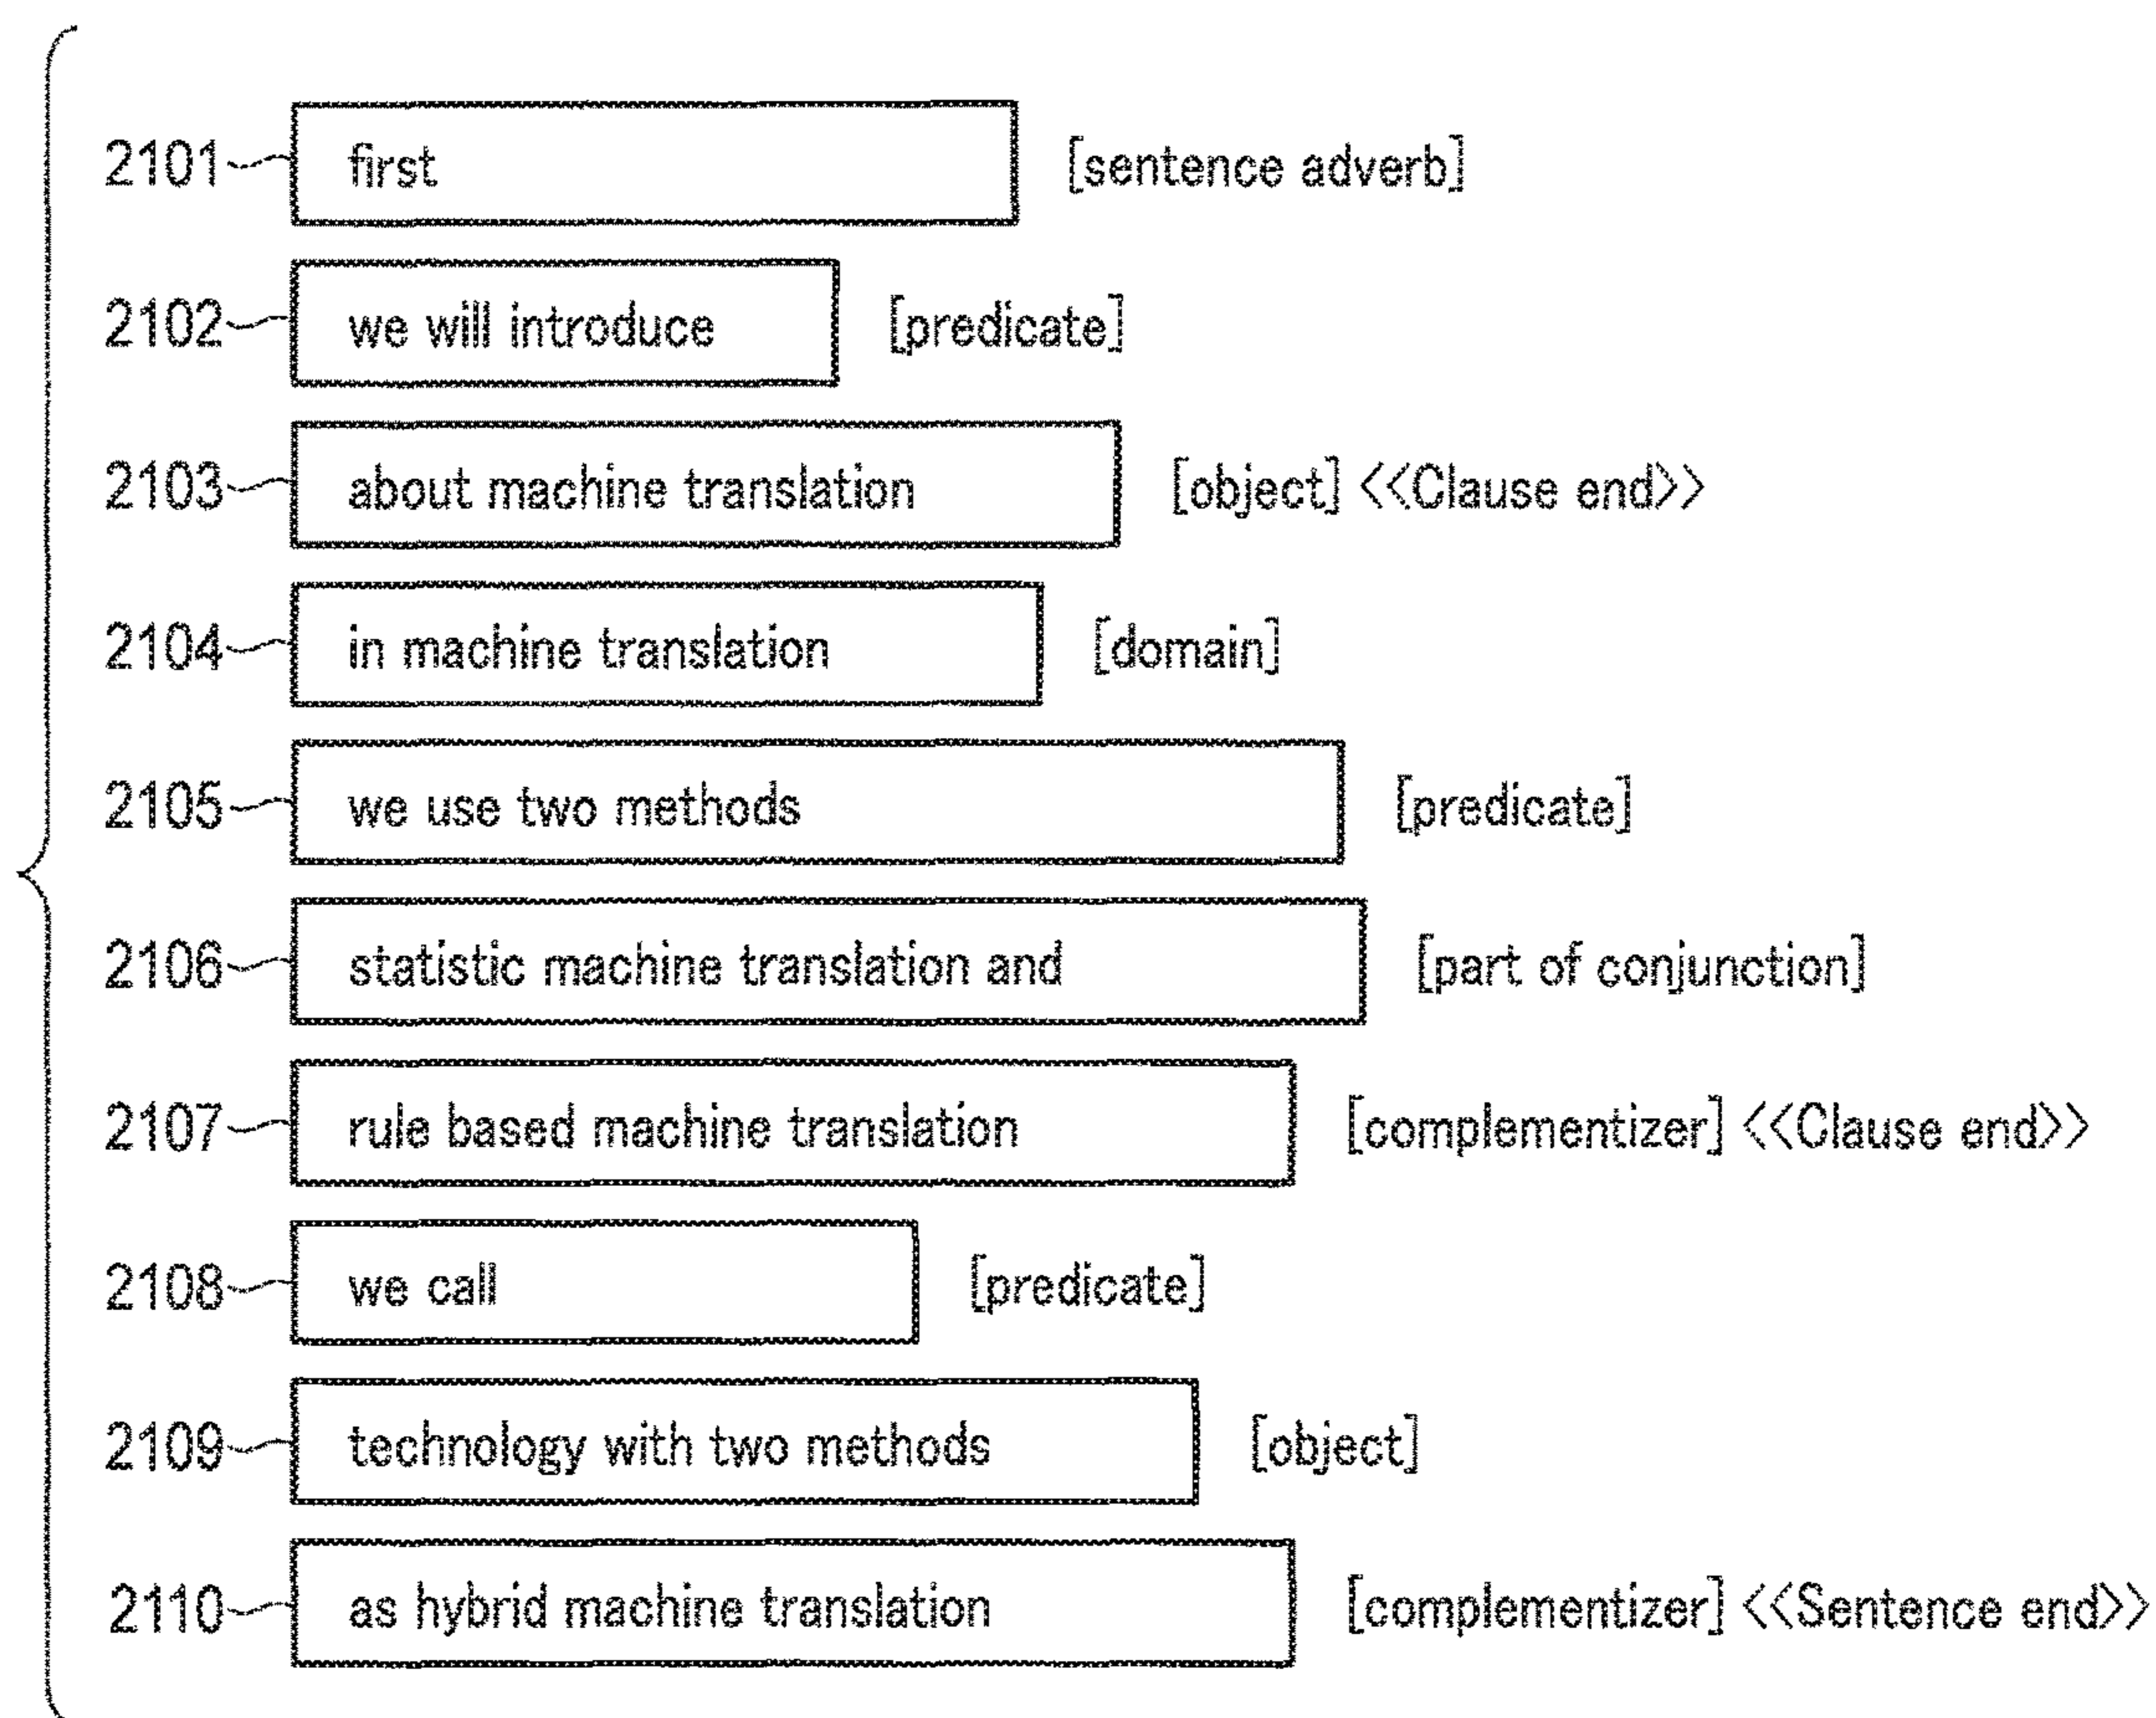 2101 first [sentence adverb]
2102 we will introduce [predicate]
2103 about machine translation [object] <<Clause end>>
2104 in machine translation [domain]
2105 we use two methods [predicate]
2106 statistic machine translation and [part of conjunction]
2107 rule based machine translation [complementizer] <<Clause end>>
2108 we call [predicate]
2109 technology with two methods [object]
2110 as hybrid machine translation [complementizer] <<Sentence end>>